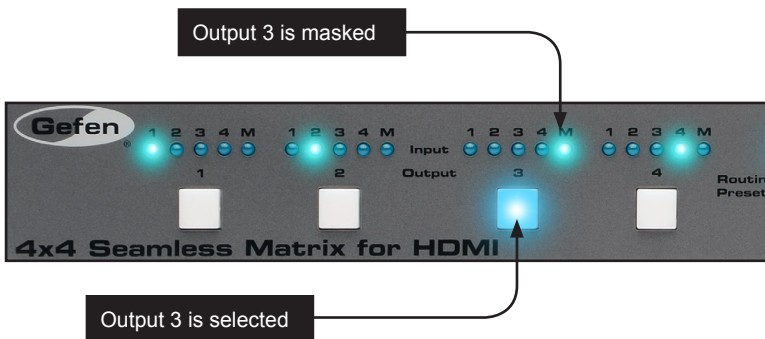 Output 3 is masked
Gefen®
1 2 3 4 M 1 2 3 4 M Input 1 2 3 4 M 1 2 3 4 M
1 2 Output 3 4
Routin
Preset
4x4 Seamless Matrix for HDMI
Output 3 is selected